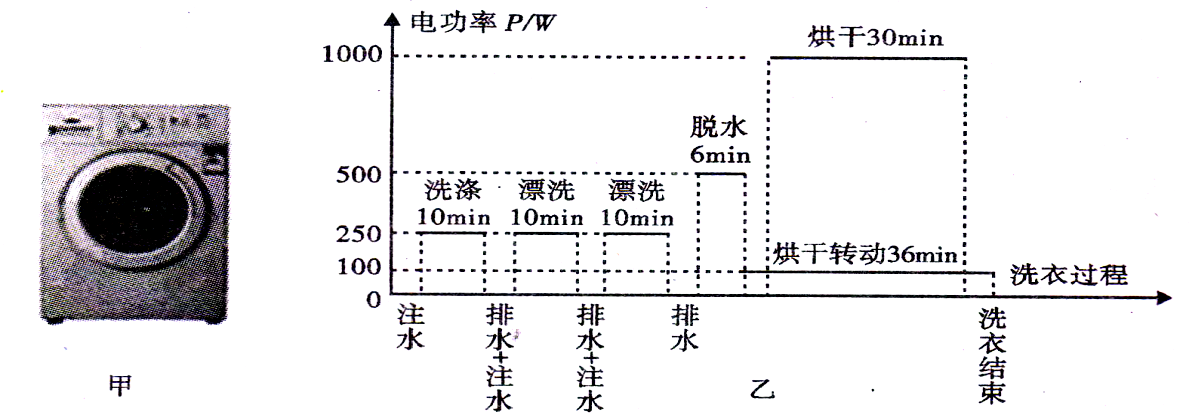 电功率 P/W
1000
500
250
100
0
烘干30min
脱水
6min
洗涤
10min
漂洗
10min
漂洗
10min
烘干转动36min
洗衣过程
注水
排水+注水
排水+注水
排水
洗衣结束
甲
乙